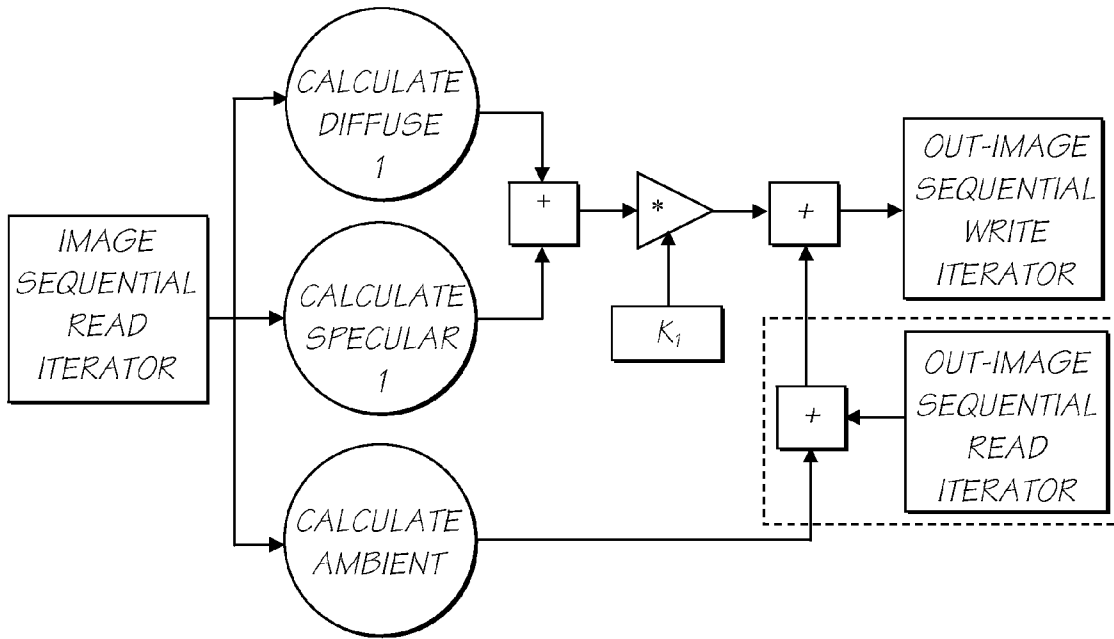 IMAGE
SEQUENTIAL
READ
ITERATOR
CALCULATE
DIFFUSE
1
CALCULATE
SPECULAR
1
CALCULATE
AMBIENT
+
*
K₁
+
OUT-IMAGE
SEQUENTIAL
WRITE
ITERATOR
+
OUT-IMAGE
SEQUENTIAL
READ
ITERATOR